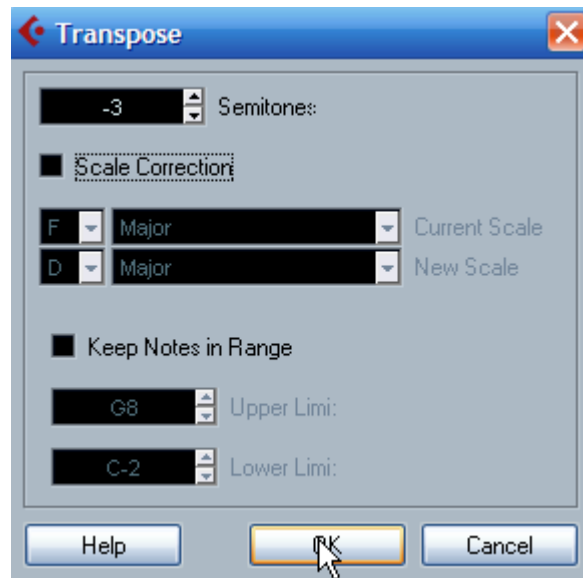 Transpose
-3 Semitones
Scale Correction
F Major Current Scale
D Major New Scale
Keep Notes in Range
G8 Upper Limi:
C-2 Lower Limi:
Help OK Cancel